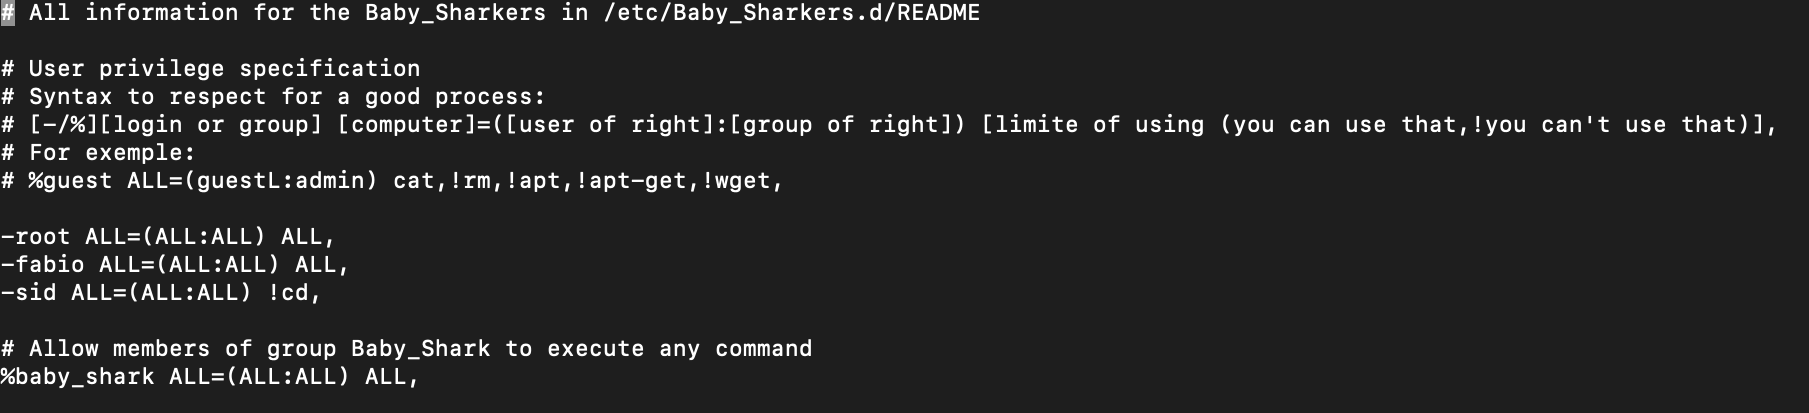 # All information for the Baby_Sharkers in /etc/Baby_Sharkers.d/README
# User privilege specification
# Syntax to respect for a good process:
# [-/%][login or group] [computer]=([user of right]:[group of right]) [limite of using (you can use that,!you can't use that)],
# For exemple:
# %guest ALL=(guestL:admin) cat,!rm,!apt,!apt-get,!wget,
-root ALL=(ALL:ALL) ALL,
-fabio ALL=(ALL:ALL) ALL,
-sid ALL=(ALL:ALL) !cd,
# Allow members of group Baby_Shark to execute any command
%baby_shark ALL=(ALL:ALL) ALL,